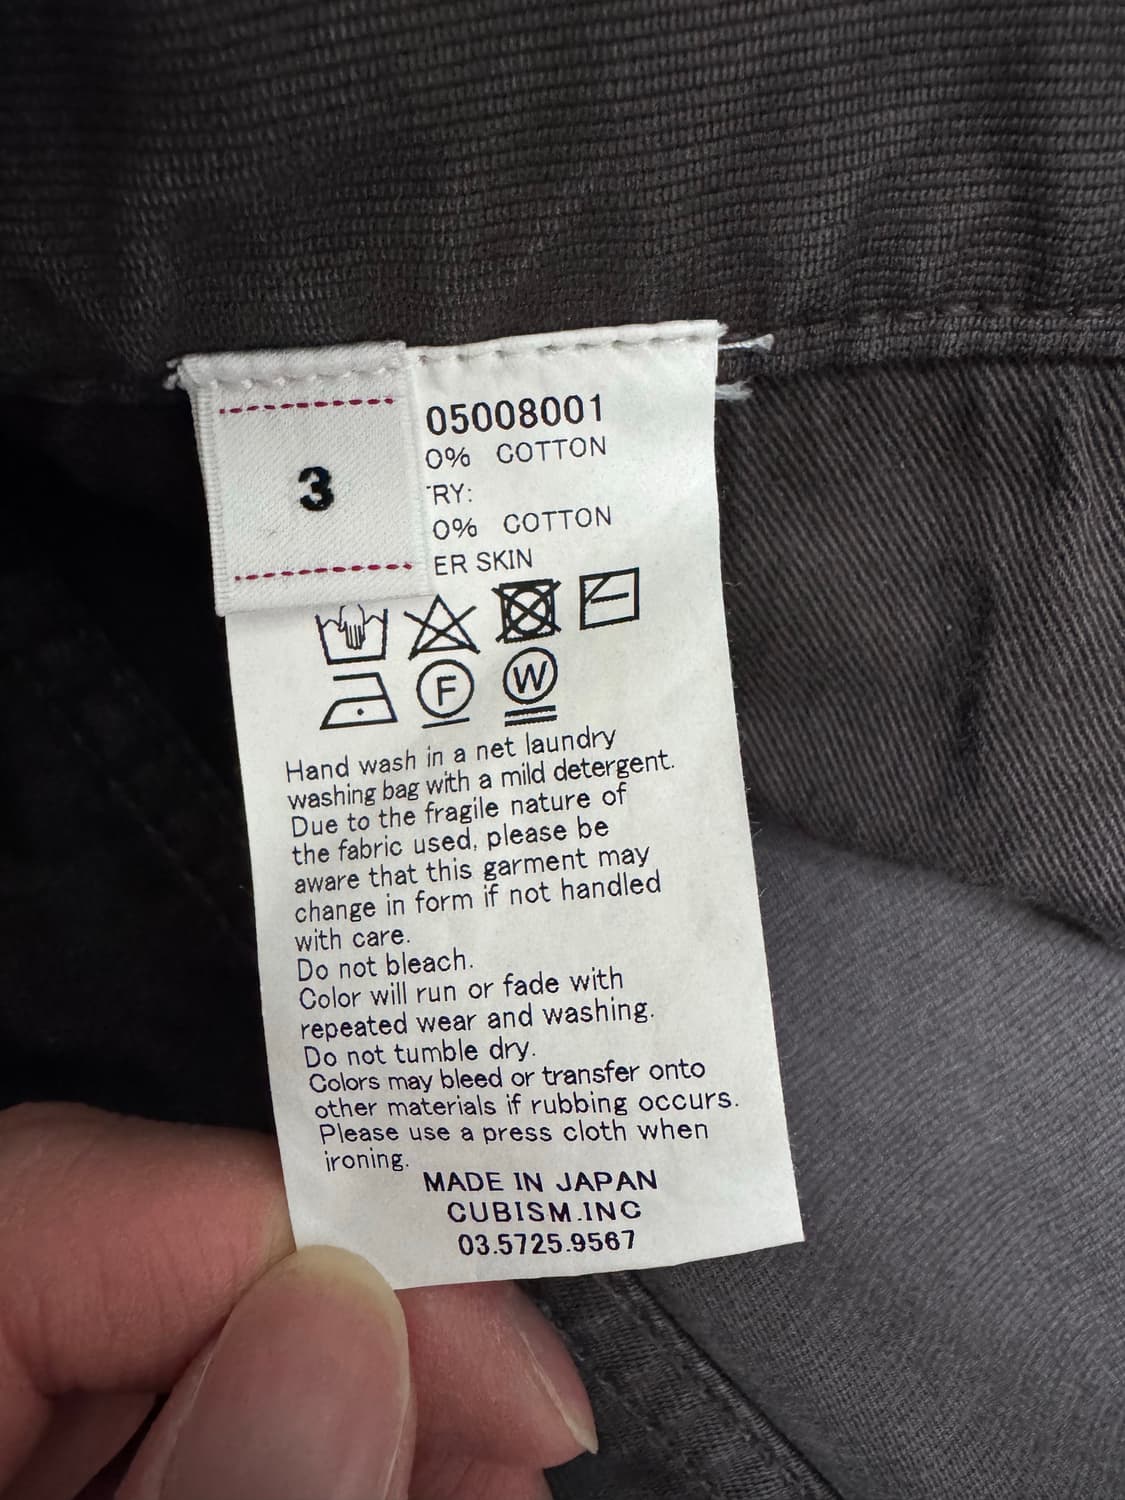 3
05008001
0% COTTON
RY:
0% COTTON
ER SKIN
F
W
Hand wash in a net laundry
washing bag with a mild detergent.
Due to the fragile nature of
the fabric used, please be
aware that this garment may
change in form if not handled
with care.
Do not bleach.
Color will run or fade with
repeated wear and washing.
Do not tumble dry.
Colors may bleed or transfer onto
other materials if rubbing occurs.
Please use a press cloth when
ironing.
MADE IN JAPAN
CUBISM.INC
03.5725.9567